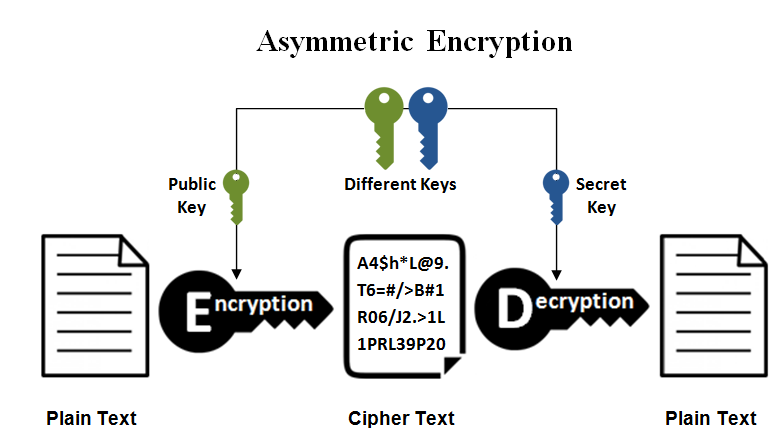 Asymmetric Encryption
Public
Key
Different Keys
Secret
Key
Encryption
A4$h*L@9.
T6=#/>B#1
R06/J2.>1L
1PRL39P20
Decryption
Plain Text
Cipher Text
Plain Text